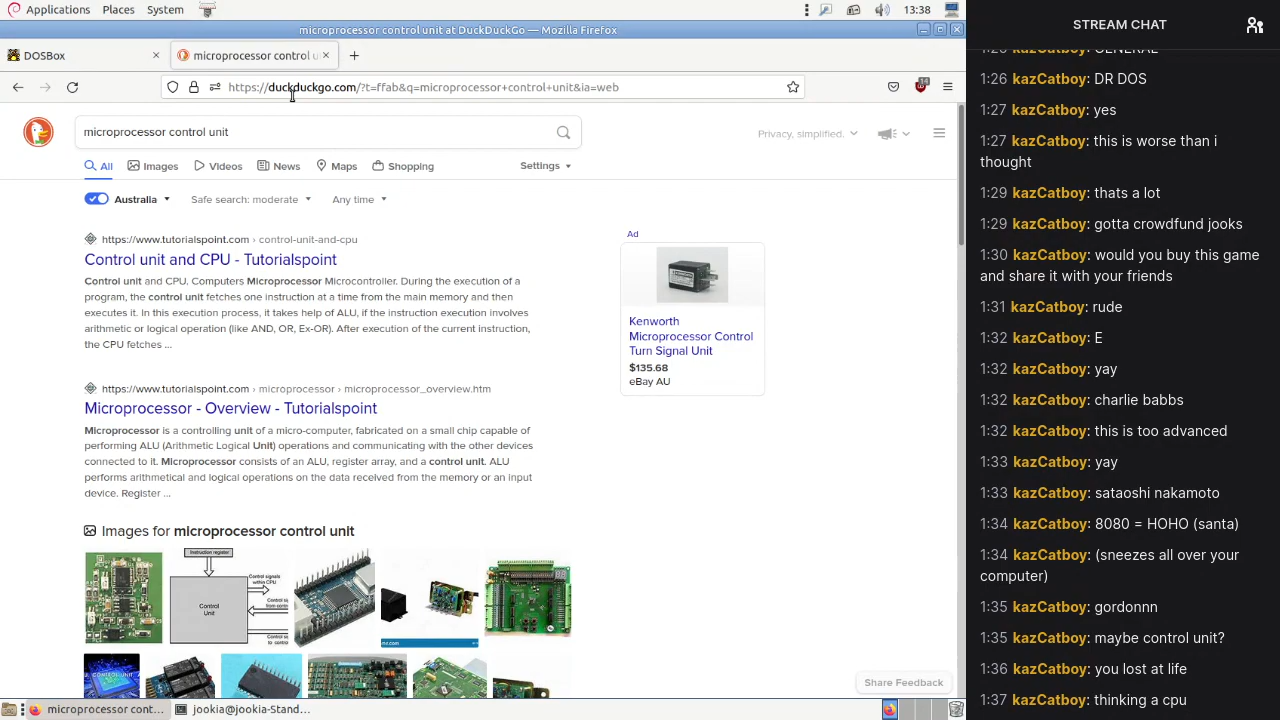 Applications Places System 13:38
microprocessor control unit at DuckDuckGo — Mozilla Firefox
DOSBox
microprocessor control u
https://duckduckgo.com/?t=ffab&q=microprocessor+control+unit&ia=web
microprocessor control unit
Privacy, simplified.
All Images Videos News Maps Shopping Settings
Australia Safe search: moderate Any time
https://www.tutorialspoint.com › control-unit-and-cpu
Control unit and CPU - Tutorialspoint
Control unit and CPU. Computers Microprocessor Microcontroller. During the execution of a
program, the control unit fetches one instruction at a time from the main memory and then
executes it. In this execution process, it takes help of ALU, if the instruction execution involves
arithmetic or logical operation (like AND, OR, Ex-OR). After execution of the current instruction,
the CPU fetches ...
https://www.tutorialspoint.com › microprocessor › microprocessor_overview.htm
Microprocessor - Overview - Tutorialspoint
Microprocessor is a controlling unit of a micro-computer, fabricated on a small chip capable of
performing ALU (Arithmetic Logical Unit) operations and communicating with the other devices
connected to it. Microprocessor consists of an ALU, register array, and a control unit. ALU
performs arithmetical and logical operations on the data received from the memory or an input
device. Register ...
Images for microprocessor control unit
Instruction register
Control
Unit
Control signals
within CPU
Ad
Kenworth
Microprocessor Control
Turn Signal Unit
$135.68
eBay AU
Share Feedback
microprocessor cont...
jookia@jookia-Stand...
STREAM CHAT
1:26 kazCatboy: DR DOS
1:27 kazCatboy: yes
1:27 kazCatboy: this is worse than i
thought
1:29 kazCatboy: thats a lot
1:29 kazCatboy: gotta crowdfund jooks
1:30 kazCatboy: would you buy this game
and share it with your friends
1:31 kazCatboy: rude
1:32 kazCatboy: E
1:32 kazCatboy: yay
1:32 kazCatboy: charlie babbs
1:32 kazCatboy: this is too advanced
1:33 kazCatboy: yay
1:33 kazCatboy: sataoshi nakamoto
1:34 kazCatboy: 8080 = HOHO (santa)
1:34 kazCatboy: (sneezes all over your
computer)
1:35 kazCatboy: gordonnn
1:35 kazCatboy: maybe control unit?
1:36 kazCatboy: you lost at life
1:37 kazCatboy: thinking a cpu